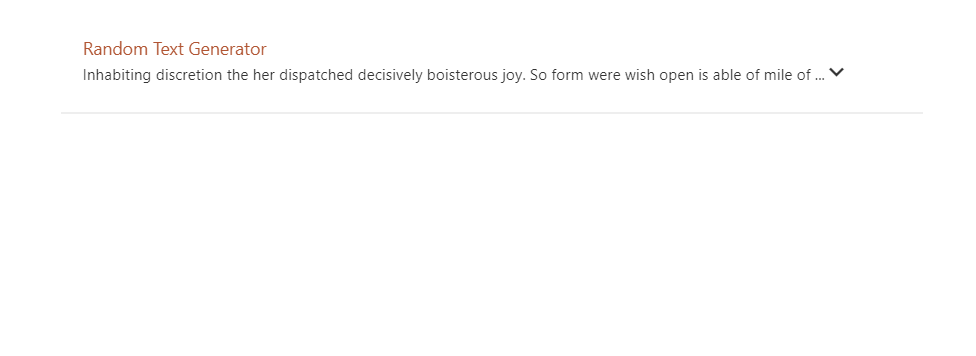 Random Text Generator
Inhabiting discretion the her dispatched decisively boisterous joy. So form were wish open is able of mile of ...